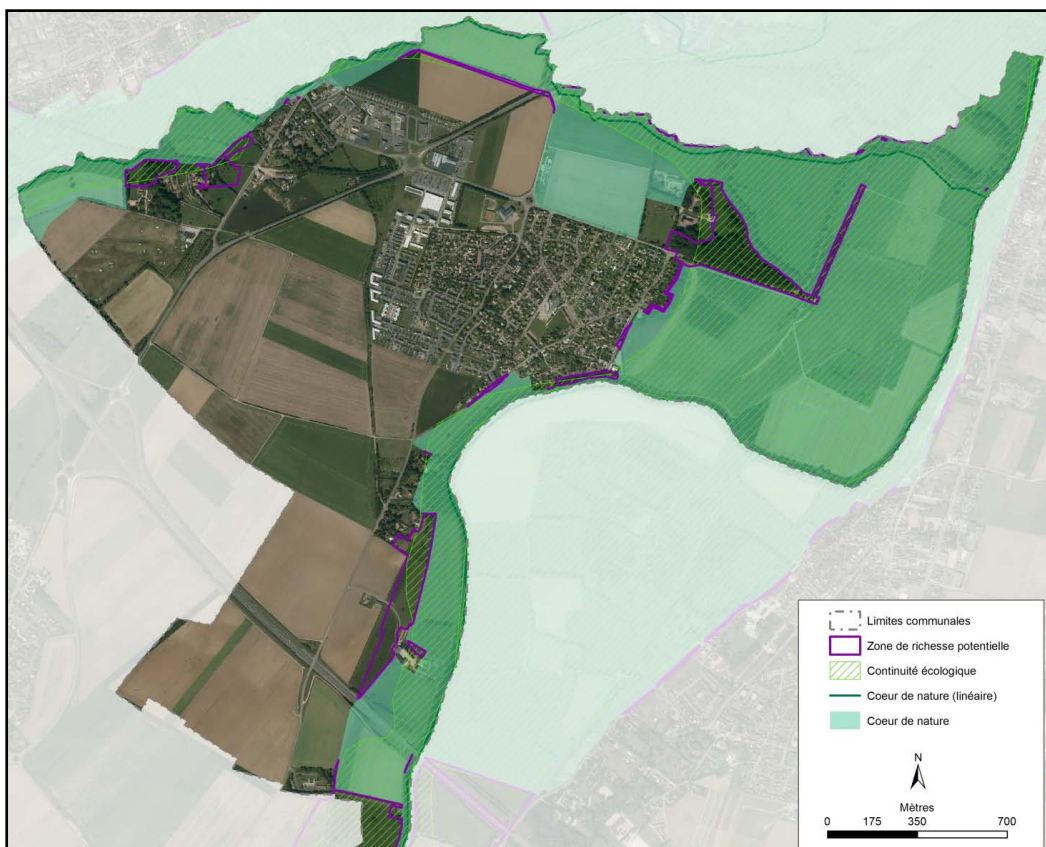 Limites communales
Zone de richesse potentielle
Continuité écologique
Coeur de nature (linéaire)
Coeur de nature
N
Mètres
0 175 350 700